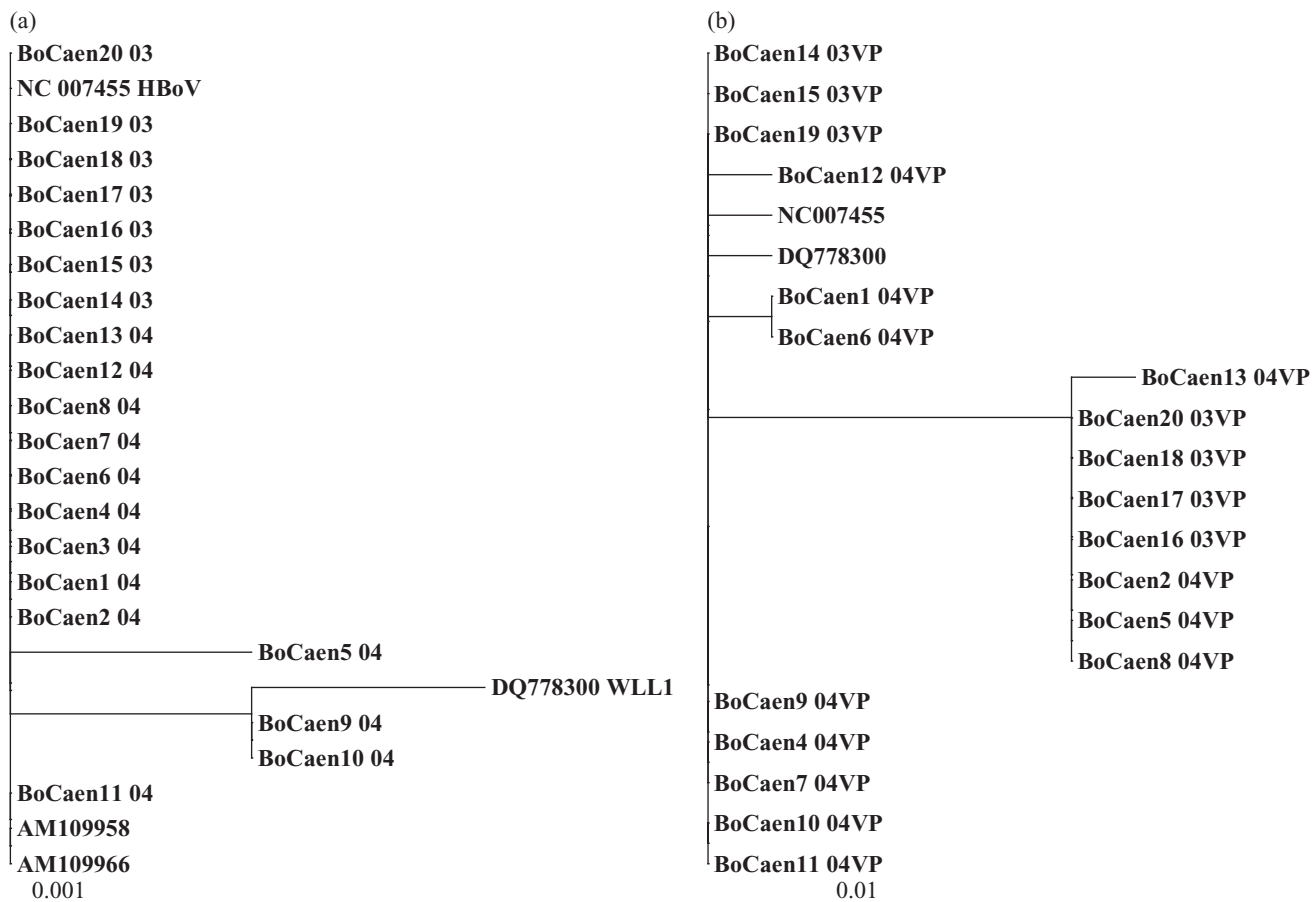 (a)
BoCaen20 03
NC 007455 HBoV
BoCaen19 03
BoCaen18 03
BoCaen17 03
BoCaen16 03
BoCaen15 03
BoCaen14 03
BoCaen13 04
BoCaen12 04
BoCaen8 04
BoCaen7 04
BoCaen6 04
BoCaen4 04
BoCaen3 04
BoCaen1 04
BoCaen2 04
BoCaen5 04
DQ778300 WLL1
BoCaen9 04
BoCaen10 04
BoCaen11 04
AM109958
AM109966
0.001
(b)
BoCaen14 03VP
BoCaen15 03VP
BoCaen19 03VP
BoCaen12 04VP
NC007455
DQ778300
BoCaen1 04VP
BoCaen6 04VP
BoCaen13 04VP
BoCaen20 03VP
BoCaen18 03VP
BoCaen17 03VP
BoCaen16 03VP
BoCaen2 04VP
BoCaen5 04VP
BoCaen8 04VP
BoCaen9 04VP
BoCaen4 04VP
BoCaen7 04VP
BoCaen10 04VP
BoCaen11 04VP
0.01